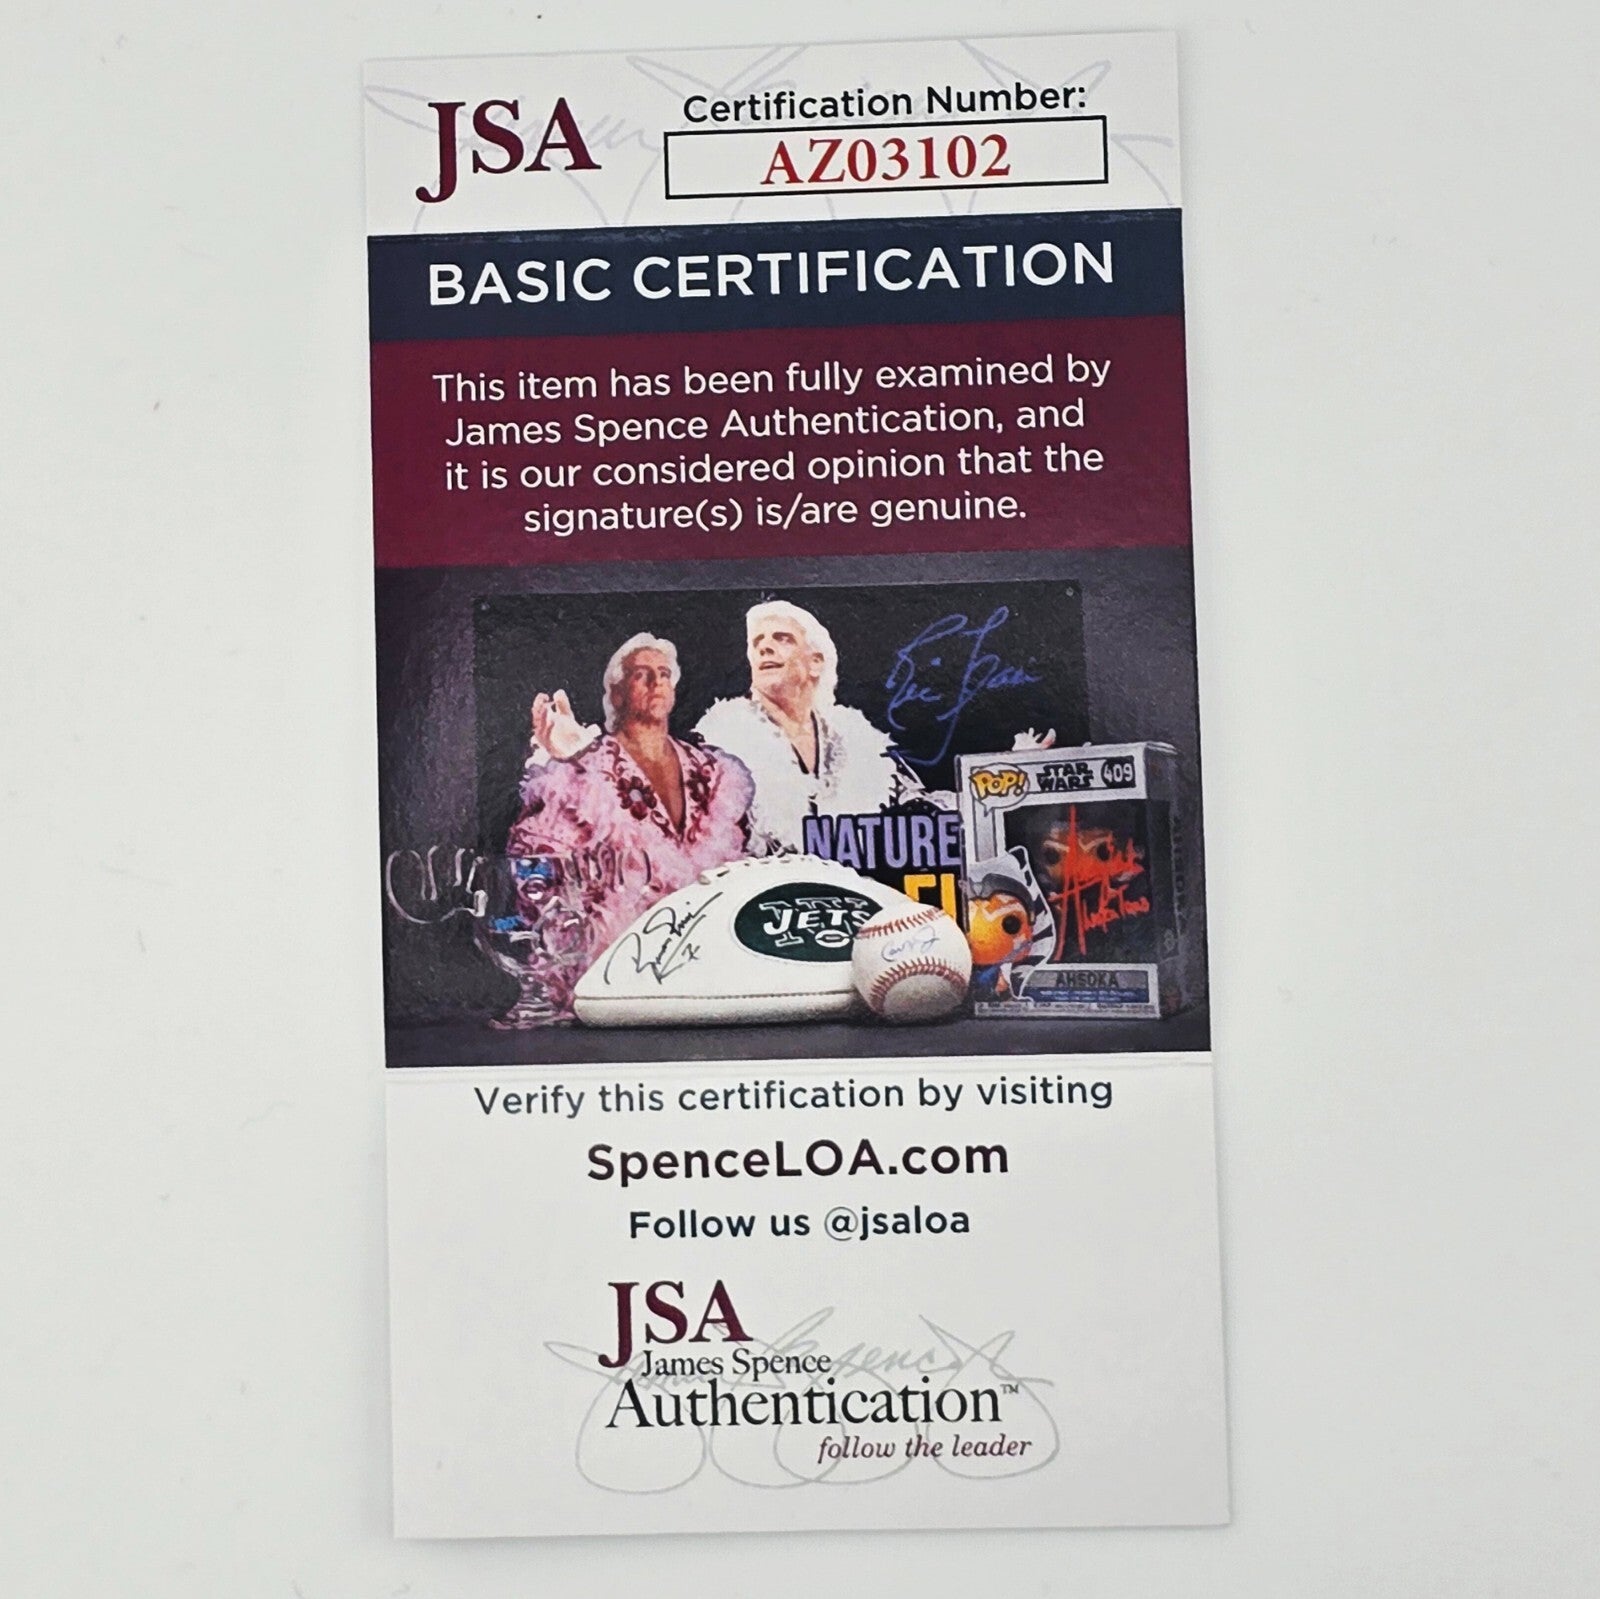 JSA
Certification Number:
AZ03102
BASIC CERTIFICATION
This item has been fully examined by
James Spence Authentication, and
it is our considered opinion that the
signature(s) is/are genuine.
NATURE
POP!
STAR
WARS
409
JETS
AHSOKA
Verify this certification by visiting
SpenceLOA.com
Follow us @jsaloa
JSA
James Spence
Authentication™
follow the leader